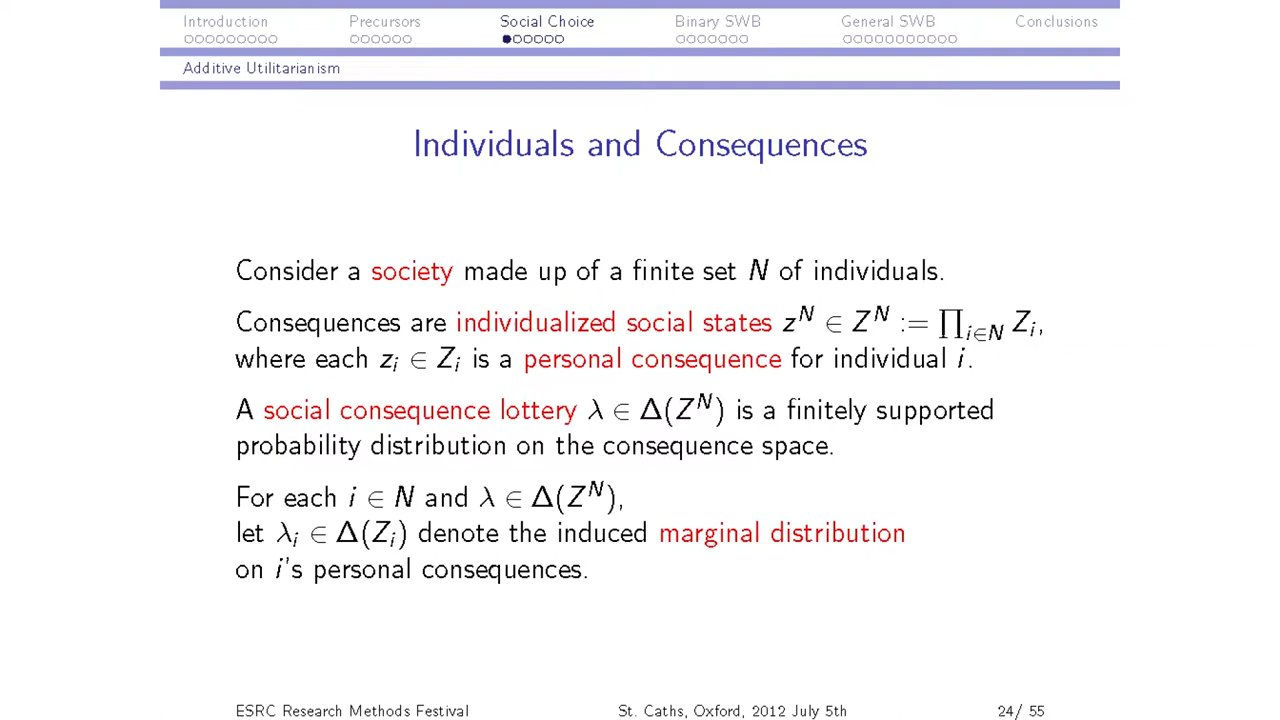 Introduction Precursors Social Choice Binary SWB General SWB Conclusions
Additive Utilitarianism
Individuals and Consequences
Consider a society made up of a finite set N of individuals.
Consequences are individualized social states z^N ∈ Z^N := ∏_{i∈N} Z_i,
where each z_i ∈ Z_i is a personal consequence for individual i.
A social consequence lottery λ ∈ Δ(Z^N) is a finitely supported
probability distribution on the consequence space.
For each i ∈ N and λ ∈ Δ(Z^N),
let λ_i ∈ Δ(Z_i) denote the induced marginal distribution
on i's personal consequences.
ESRC Research Methods Festival St. Caths, Oxford, 2012 July 5th 24/ 55